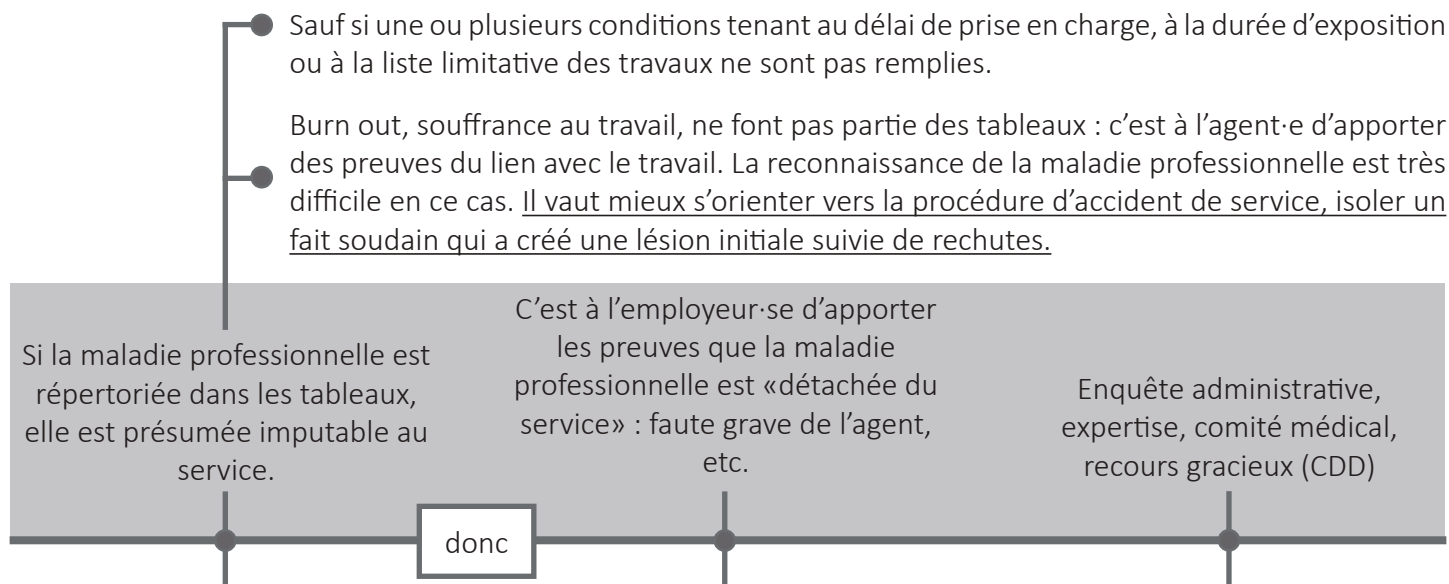 Sauf si une ou plusieurs conditions tenant au délai de prise en charge, à la durée d’exposition
ou à la liste limitative des travaux ne sont pas remplies.
Burn out, souffrance au travail, ne font pas partie des tableaux : c’est à l’agent·e d’apporter
des preuves du lien avec le travail. La reconnaissance de la maladie professionnelle est très
difficile en ce cas. Il vaut mieux s’orienter vers la procédure d’accident de service, isoler un
fait soudain qui a créé une lésion initiale suivie de rechutes.
Si la maladie professionnelle est
répertoriée dans les tableaux,
elle est présumée imputable au
service.
donc
C’est à l’employeur·se d’apporter
les preuves que la maladie
professionnelle est «détachée du
service» : faute grave de l’agent,
etc.
Enquête administrative,
expertise, comité médical,
recours gracieux (CDD)